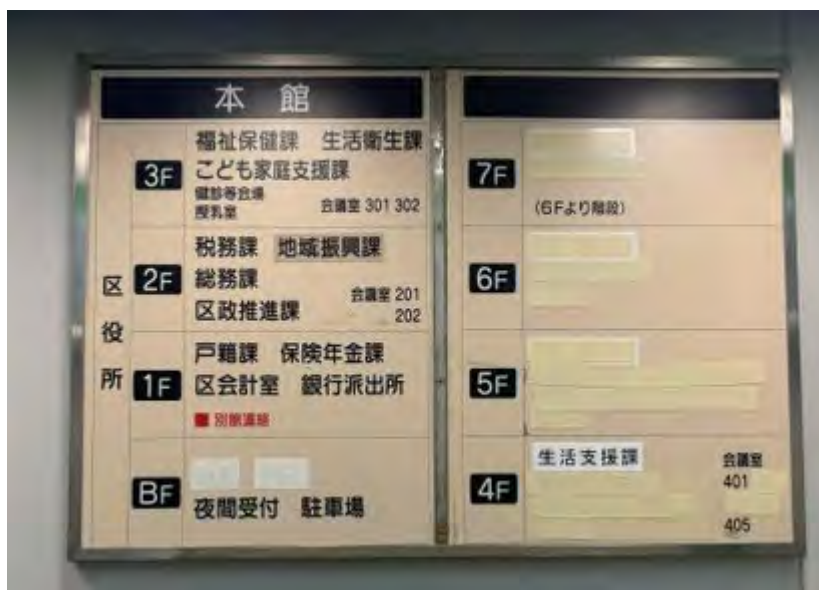 本館
区役所
3F
福祉保健課 生活衛生課
こども家庭支援課
健診等会場
授乳室 会議室 301 302
2F
税務課 地域振興課
総務課
会議室 201
区政推進課 202
1F
戸籍課 保険年金課
区会計室 銀行派出所
別館連絡
BF
夜間受付 駐車場
7F
(6Fより階段)
6F
5F
4F
生活支援課 会議室
401
405